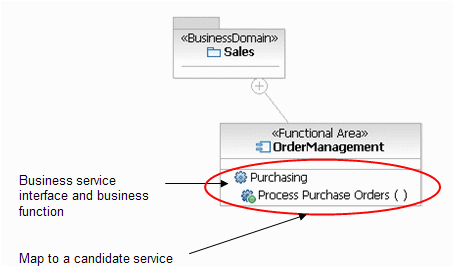 «BusinessDomain»
Sales
«Functional Area»
OrderManagement
Purchasing
Process Purchase Orders ( )
Business service
interface and business
function
Map to a candidate service